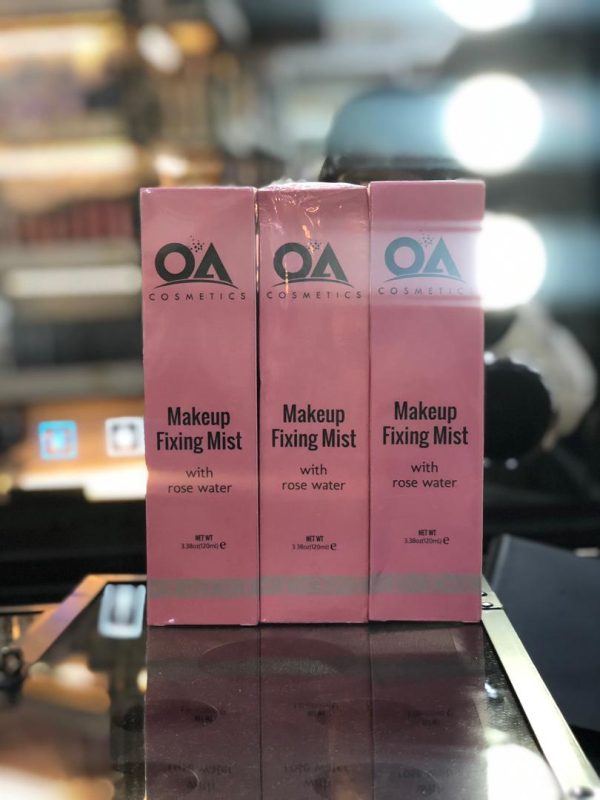 OA
COSMETICS
Makeup
Fixing Mist
with
rose water
NET WT
3.38oz(120mL) e
OA
COSMETICS
Makeup
Fixing Mist
with
rose water
NET WT
3.38oz(120mL) e
OA
COSMETICS
Makeup
Fixing Mist
with
rose water
NET WT
3.38oz(120mL) e